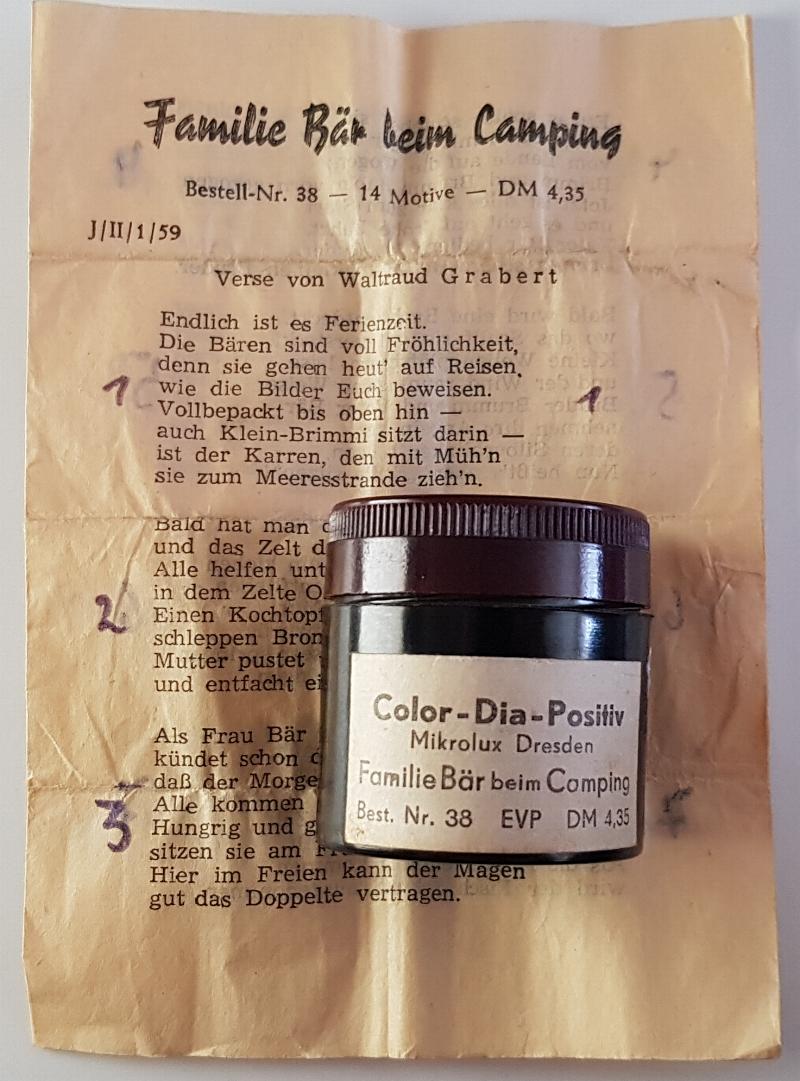 Familie Bär beim Camping
Bestell-Nr. 38 — 14 Motive — DM 4,35
J/II/1/59
Verse von Waltraud Grabert
Endlich ist es Ferienzeit.
Die Bären sind voll Fröhlichkeit,
denn sie gehen heut' auf Reisen,
1 wie die Bilder Euch beweisen. 1
Vollbepackt bis oben hin —
auch Klein-Brimmi sitzt darin —
ist der Karren, den mit Müh'n
sie zum Meeresstrande zieh'n.
Bald hat man
und das Zelt
Alle helfen
in dem Zelte
2 Einen Kochtopf
schleppen
Mutter pustet
und entfacht
Als Frau Bär
kündet schon
daß der
Alle kommen
3 Hungrig und
sitzen sie am
Hier im Freien kann der Magen
gut das Doppelte vertragen.
Color-Dia-Positiv
Mikrolux Dresden
Familie Bär beim Camping
Best. Nr. 38 EVP DM 4,35